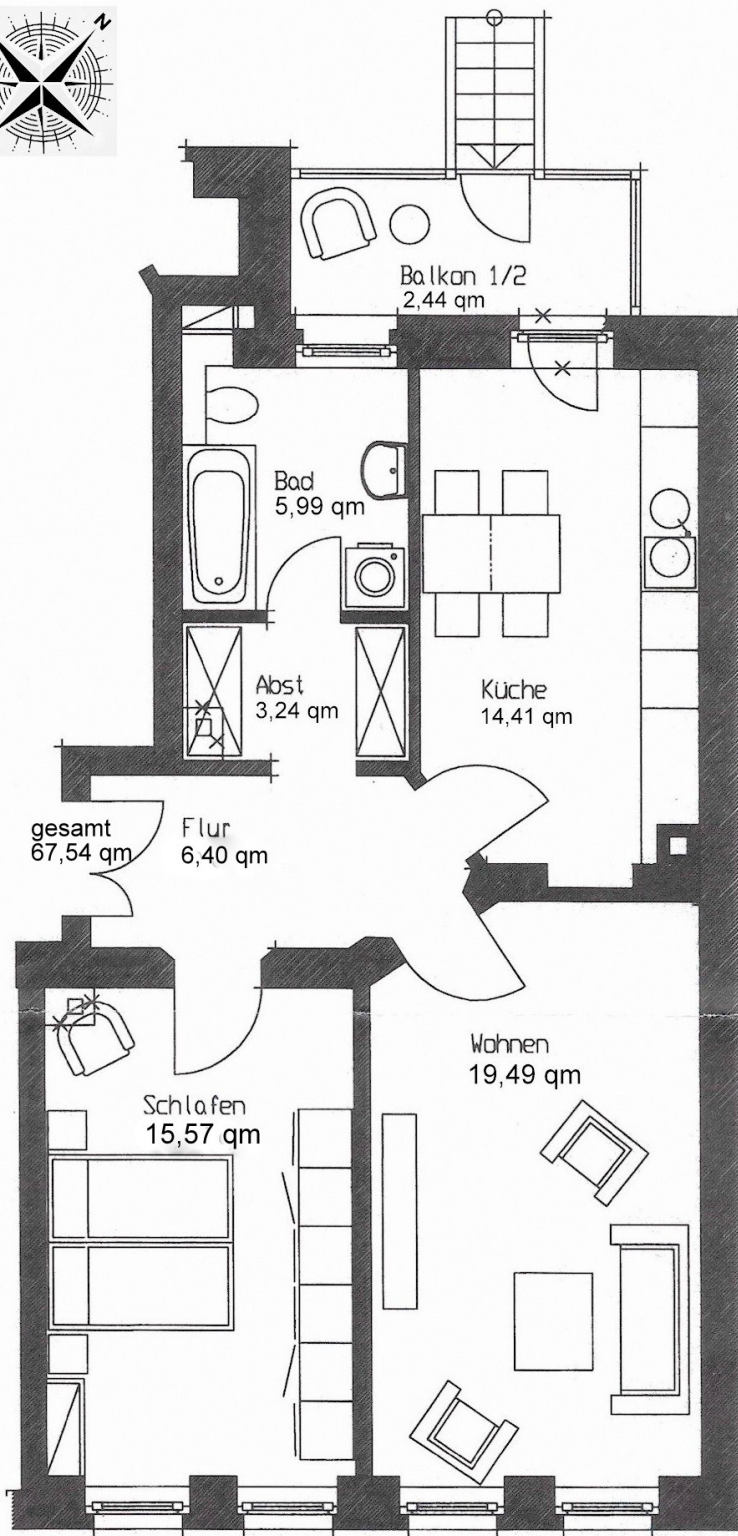 N
Balkon 1/2
2,44 qm
Bad
5,99 qm
Abst
3,24 qm
Küche
14,41 qm
gesamt
67,54 qm
Flur
6,40 qm
Wohnen
19,49 qm
Schlafen
15,57 qm